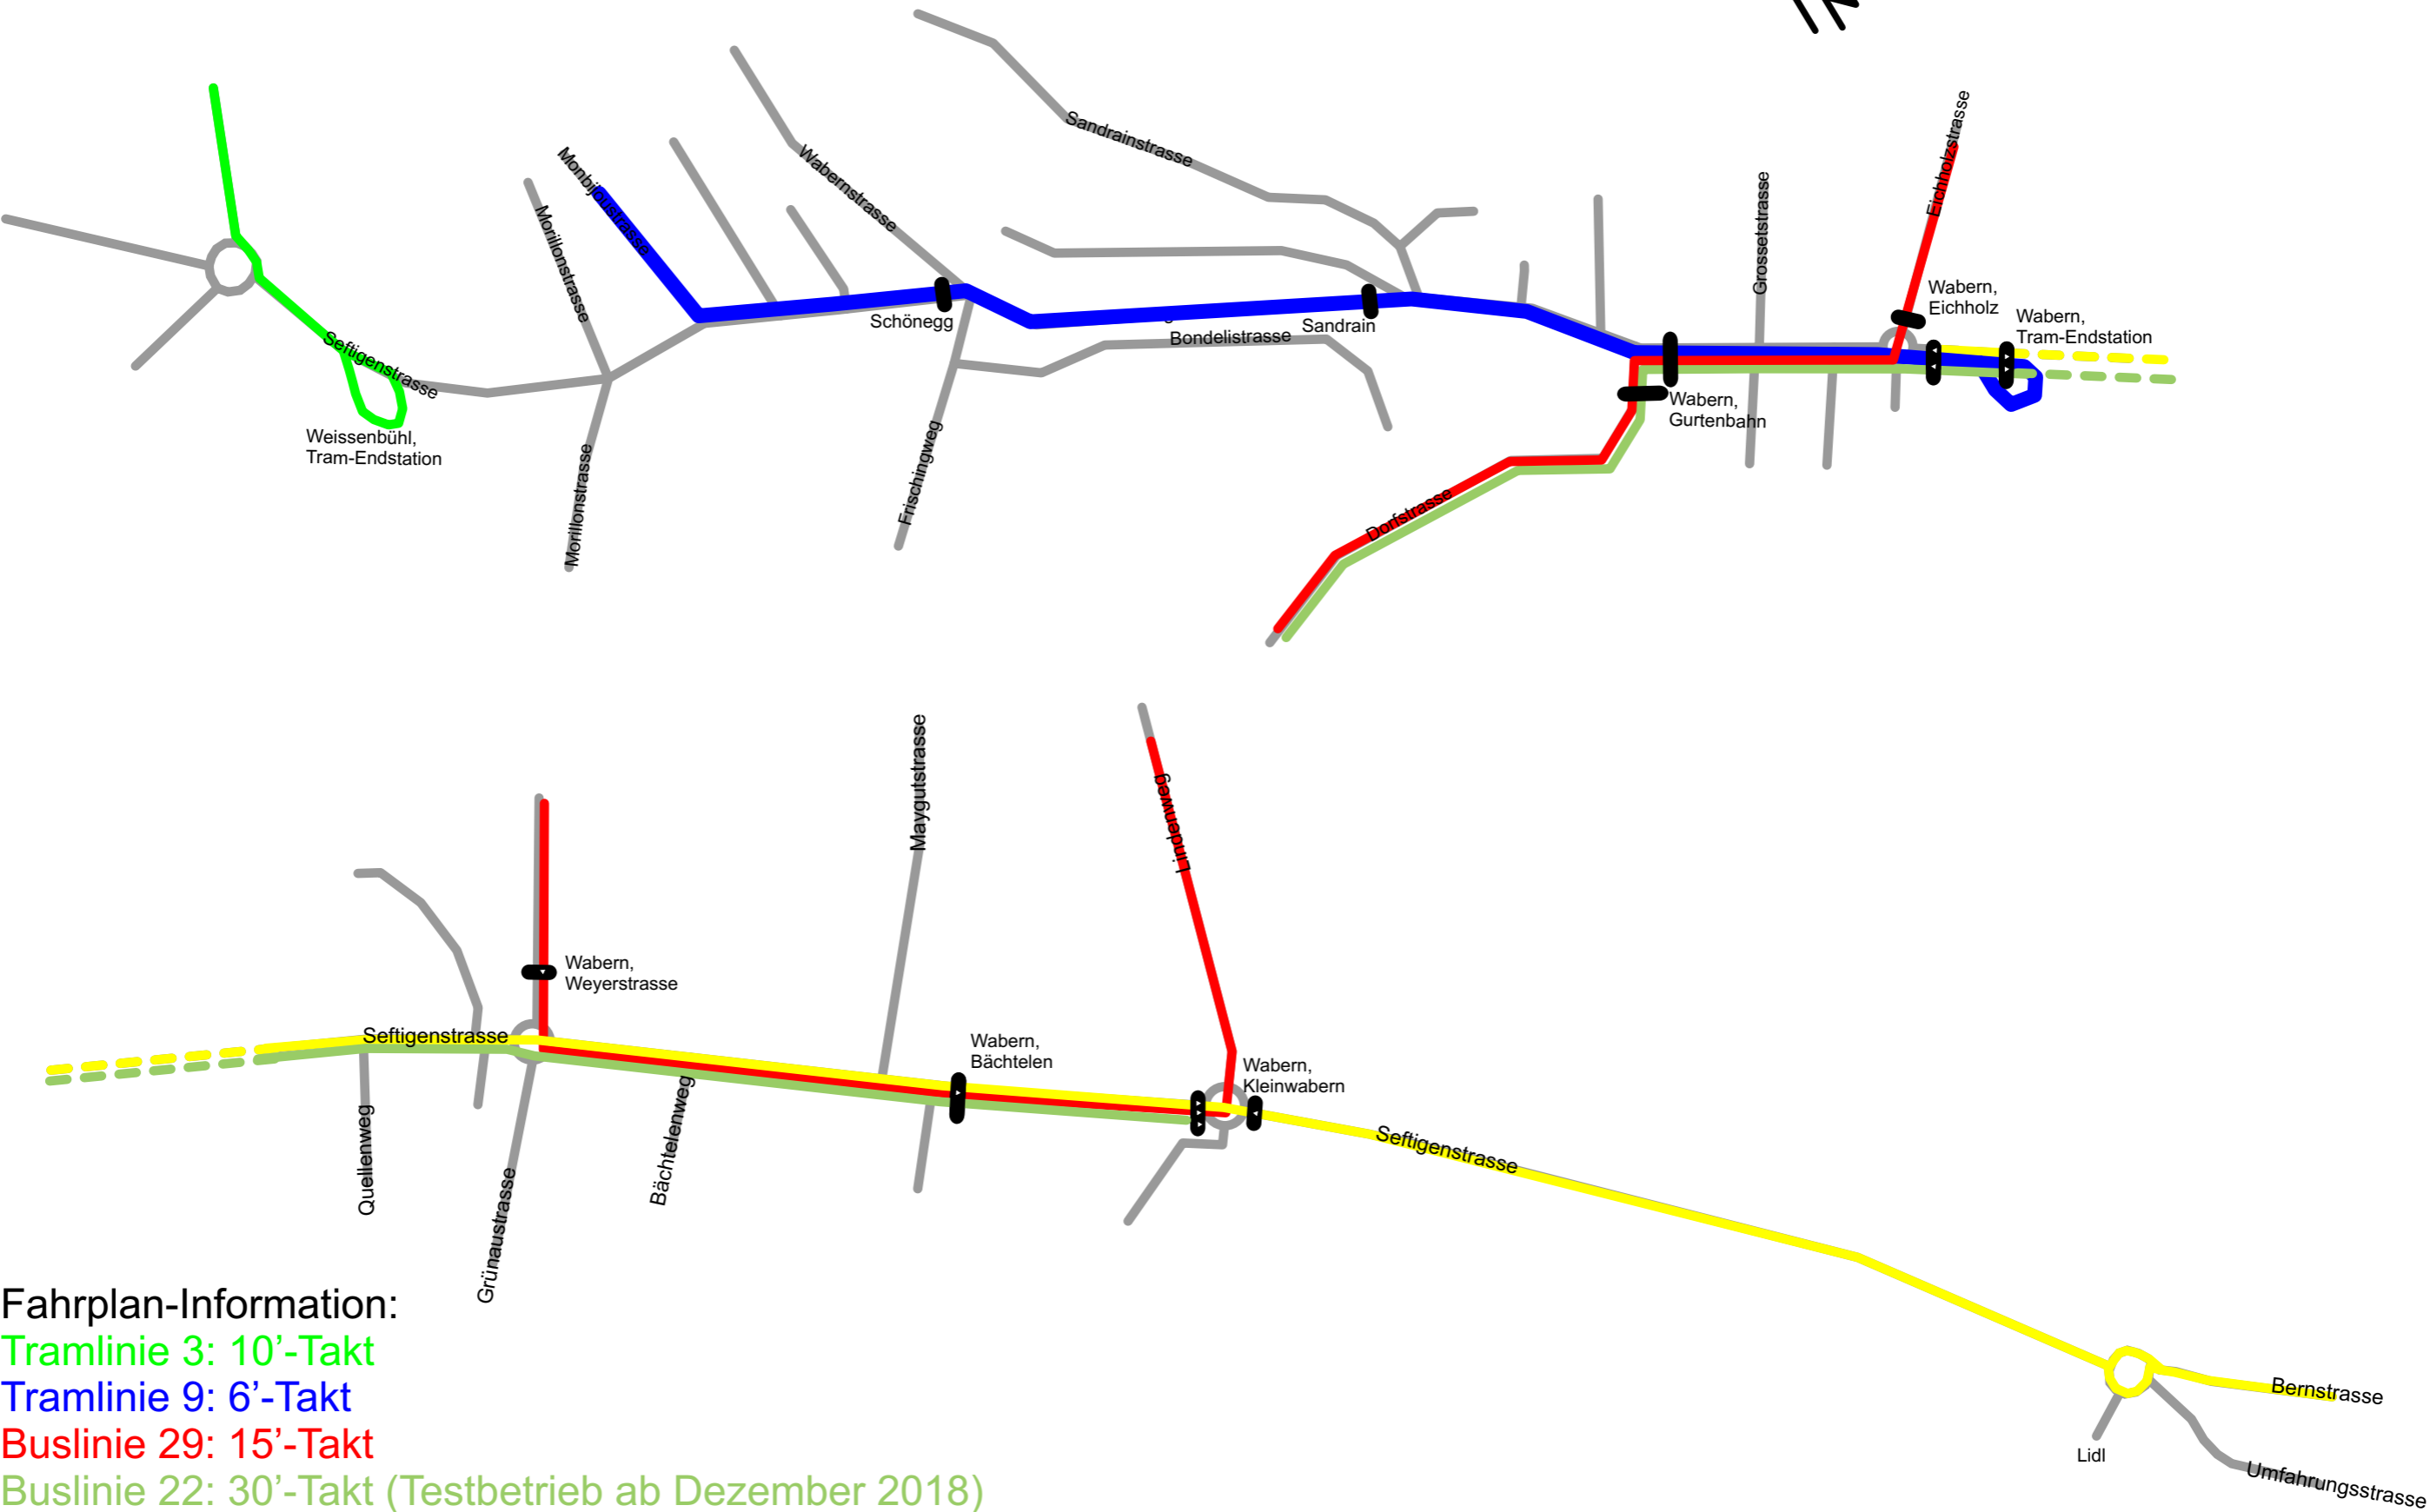 Sandrainstrasse
Wabernstrasse
Monbijoustrasse
Morillonstrasse
Eichholzstrasse
Grossetstrasse
Wabern,
Eichholz
Wabern,
Tram-Endstation
Schönegg
Sandrain
Bondelistrasse
Seftigenstrasse
Weissenbühl,
Tram-Endstation
Wabern,
Gurtenbahn
Morillonstrasse
Frischingweg
Dorfstrasse
Maygutstrasse
Lindenweg
Wabern,
Weyerstrasse
Seftigenstrasse
Wabern,
Bächtelen
Wabern,
Kleinwabern
Quellenweg
Grünaustrasse
Bächtelenweg
Seftigenstrasse
Bernstrasse
Lidl
Umfahrungsstrasse
Fahrplan-Information:
Tramlinie 3: 10’-Takt
Tramlinie 9: 6’-Takt
Buslinie 29: 15’-Takt
Buslinie 22: 30’-Takt (Testbetrieb ab Dezember 2018)